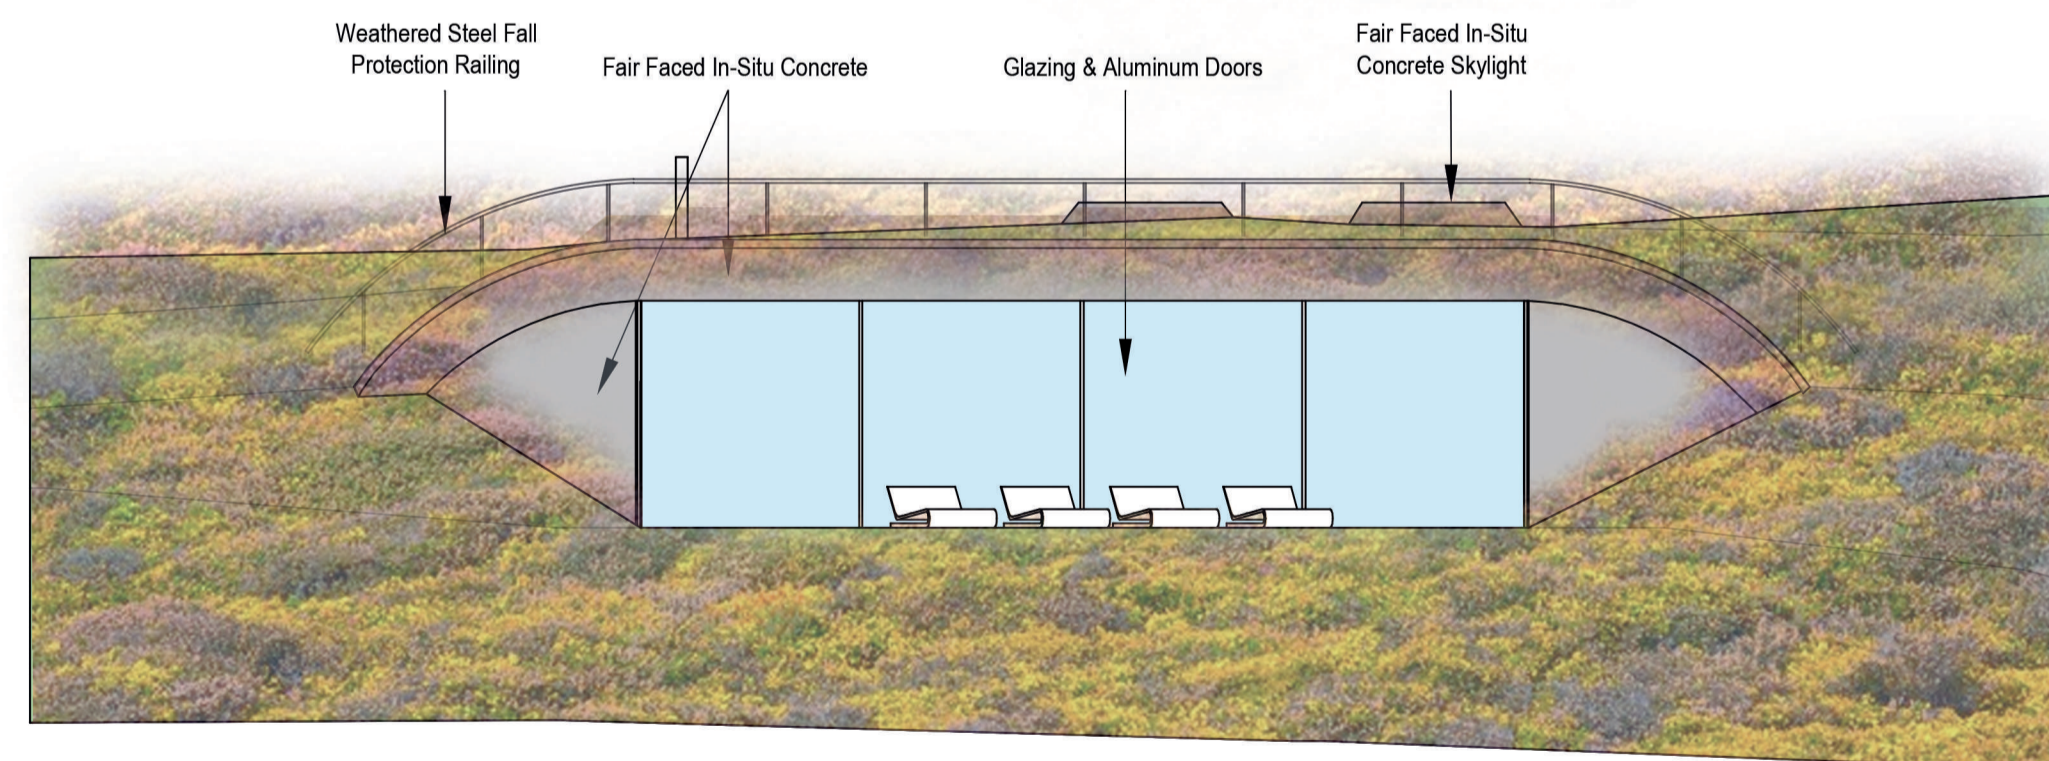 Weathered Steel Fall
Protection Railing
Fair Faced In-Situ Concrete
Glazing & Aluminum Doors
Fair Faced In-Situ
Concrete Skylight